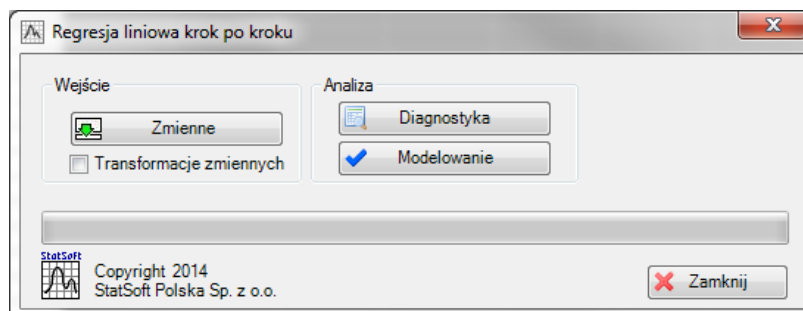 Regresja liniowa krok po kroku
Wejście
Zmienne
Transformacje zmiennych
Analiza
Diagnostyka
Modelowanie
StatSoft
Copyright 2014
StatSoft Polska Sp. z o.o.
Zamknij